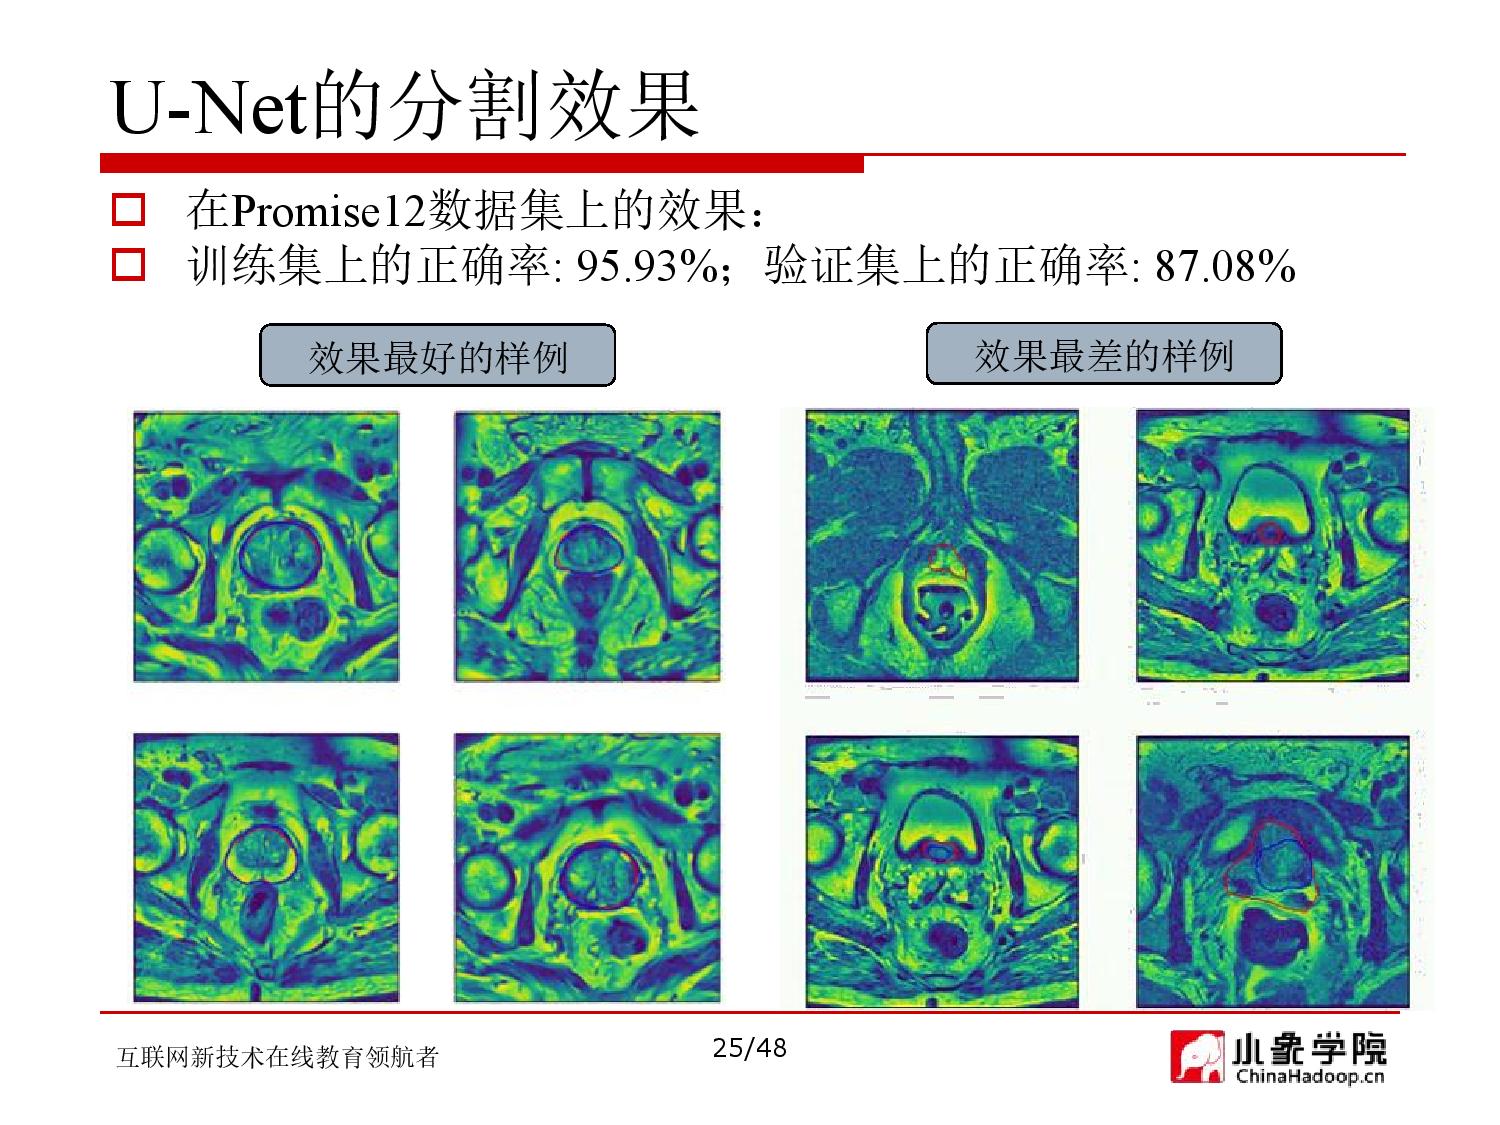 U-Net的分割效果
在Promise12数据集上的效果：
训练集上的正确率: 95.93%；验证集上的正确率: 87.08%
效果最好的样例
效果最差的样例
互联网新技术在线教育领航者
25/48
小象学院
ChinaHadoop.cn